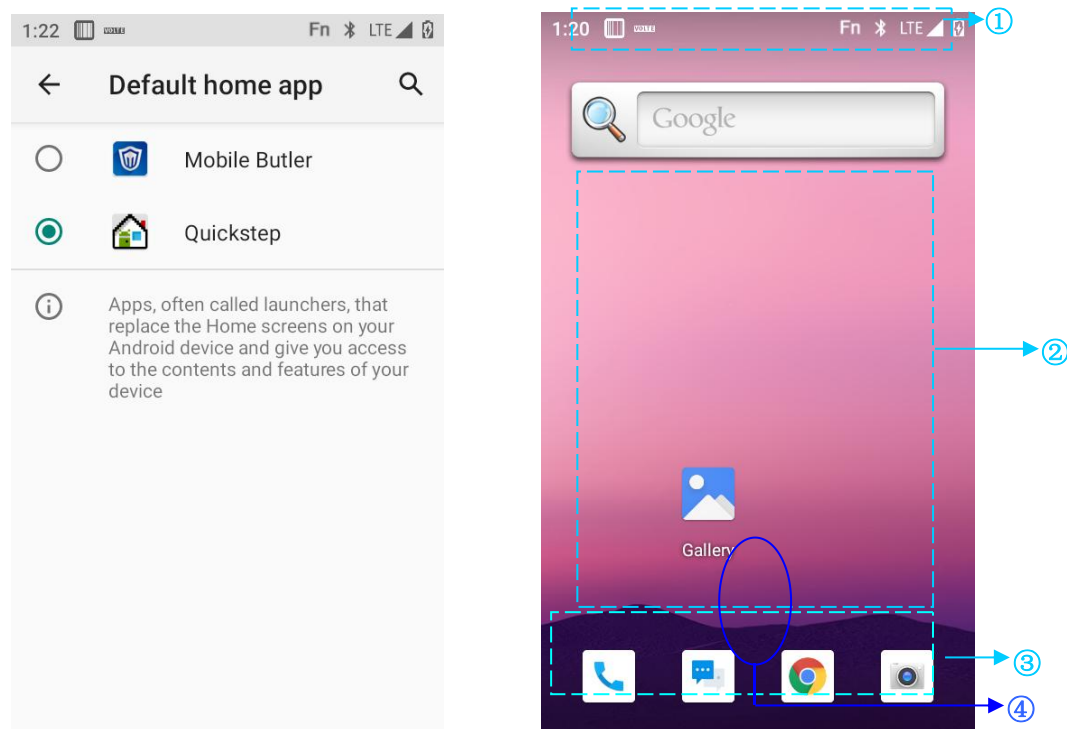 1:22 VOLTE Fn LTE
Default home app
Mobile Butler
Quickstep
Apps, often called launchers, that
replace the Home screens on your
Android device and give you access
to the contents and features of your
device
1:20 VOLTE Fn LTE
①
Google
②
Gallery
③
④